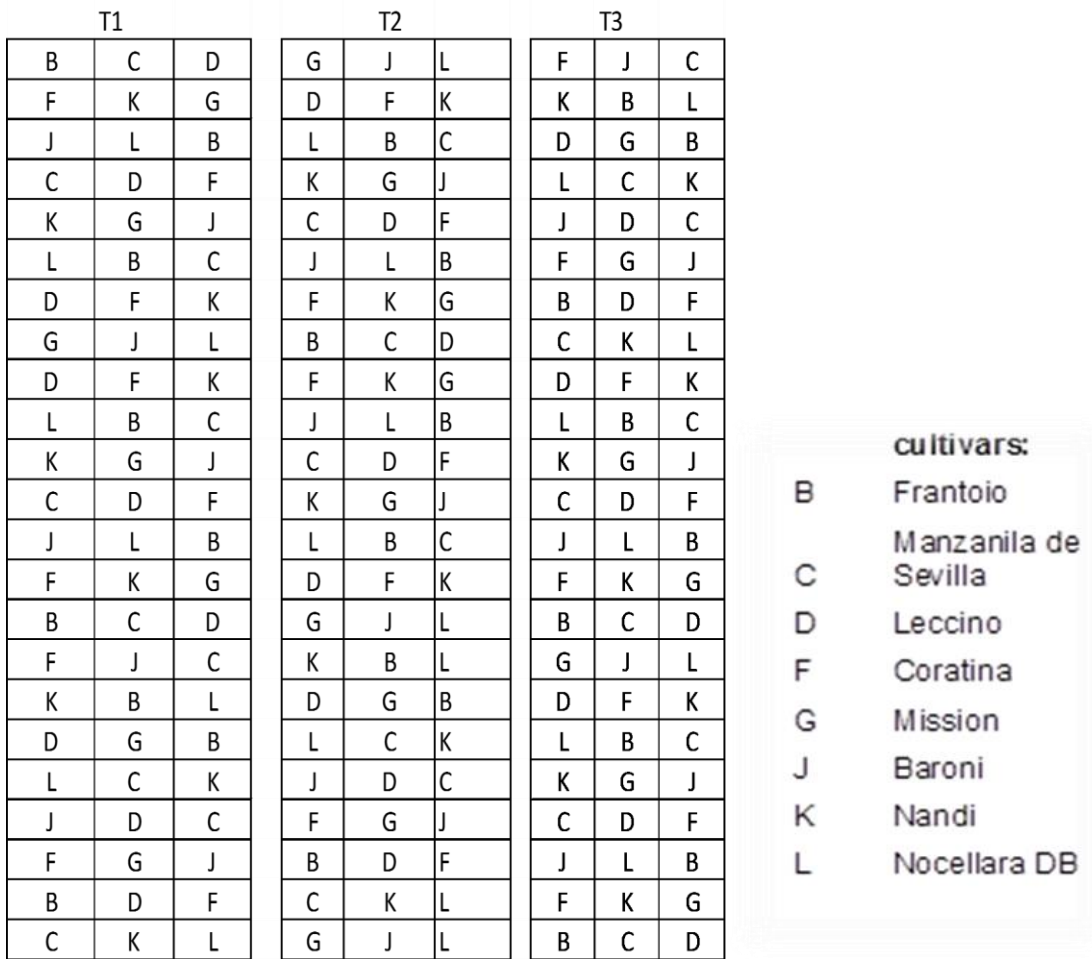 T1 T2 T3
B C D G J L F J C
F K G D F K K B L
J L B L B C D G B
C D F K G J L C K
K G J C D F J D C
L B C J L B F G J
D F K F K G B D F
G J L B C D C K L
D F K F K G D F K
L B C J L B L B C
K G J C D F K G J
C D F K G J C D F
J L B L B C J L B
F K G D F K F K G
B C D G J L B C D
F J C K B L G J L
K B L D G B D F K
D G B L C K L B C
L C K J D C K G J
J D C F G J C D F
F G J B D F J L B
B D F C K L F K G
C K L G J L B C D
cultivars:
B Frantoio
Manzanila de
C Sevilla
D Leccino
F Coratina
G Mission
J Baroni
K Nandi
L Nocellara DB